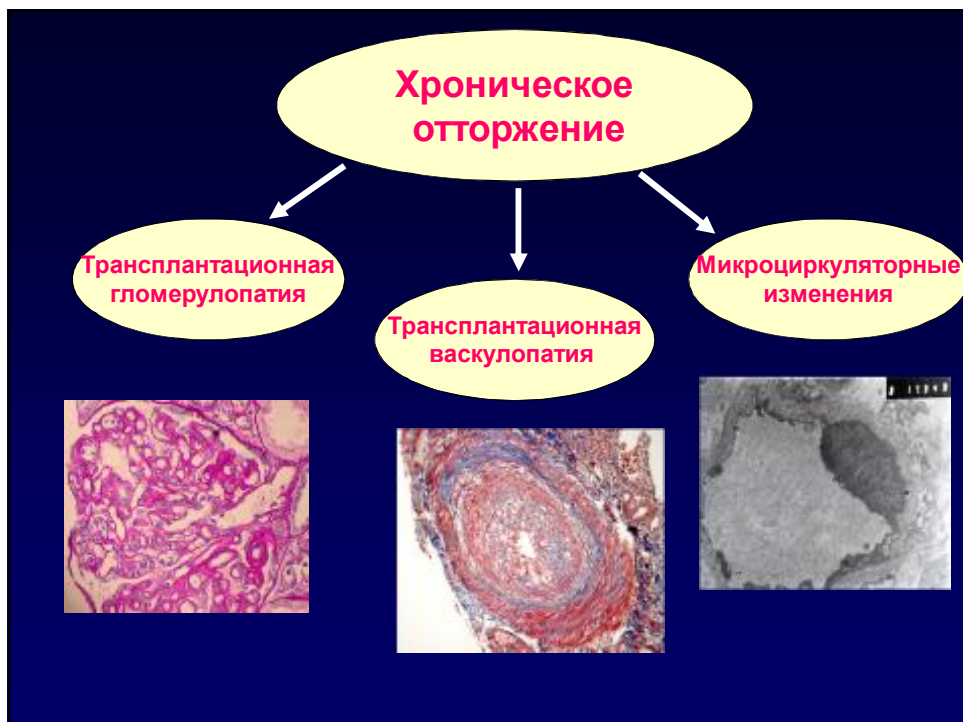 Хроническое
отторжение
Трансплантационная
гломерулопатия
Трансплантационная
васкулопатия
Микроциркуляторные
изменения